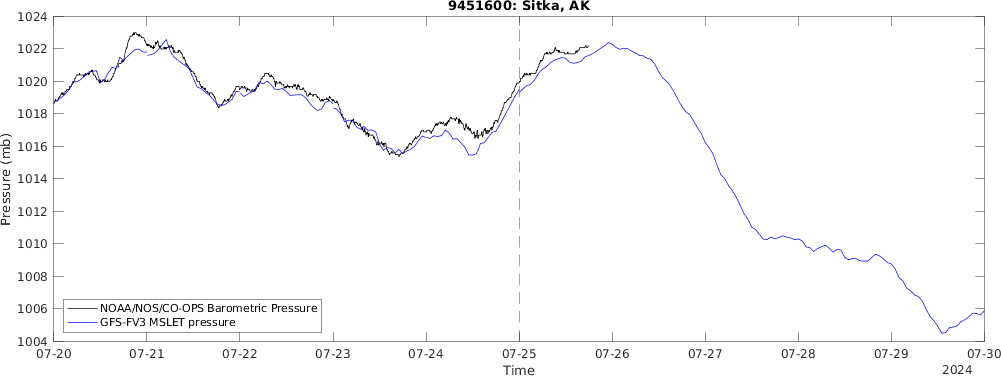 9451600: Sitka, AK
Pressure (mb)
1024
1022
1020
1018
1016
1014
1012
1010
1008
1006
1004
NOAA/NOS/CO-OPS Barometric Pressure
GFS-FV3 MSLET pressure
07-20 07-21 07-22 07-23 07-24 07-25 07-26 07-27 07-28 07-29 07-30
Time
2024